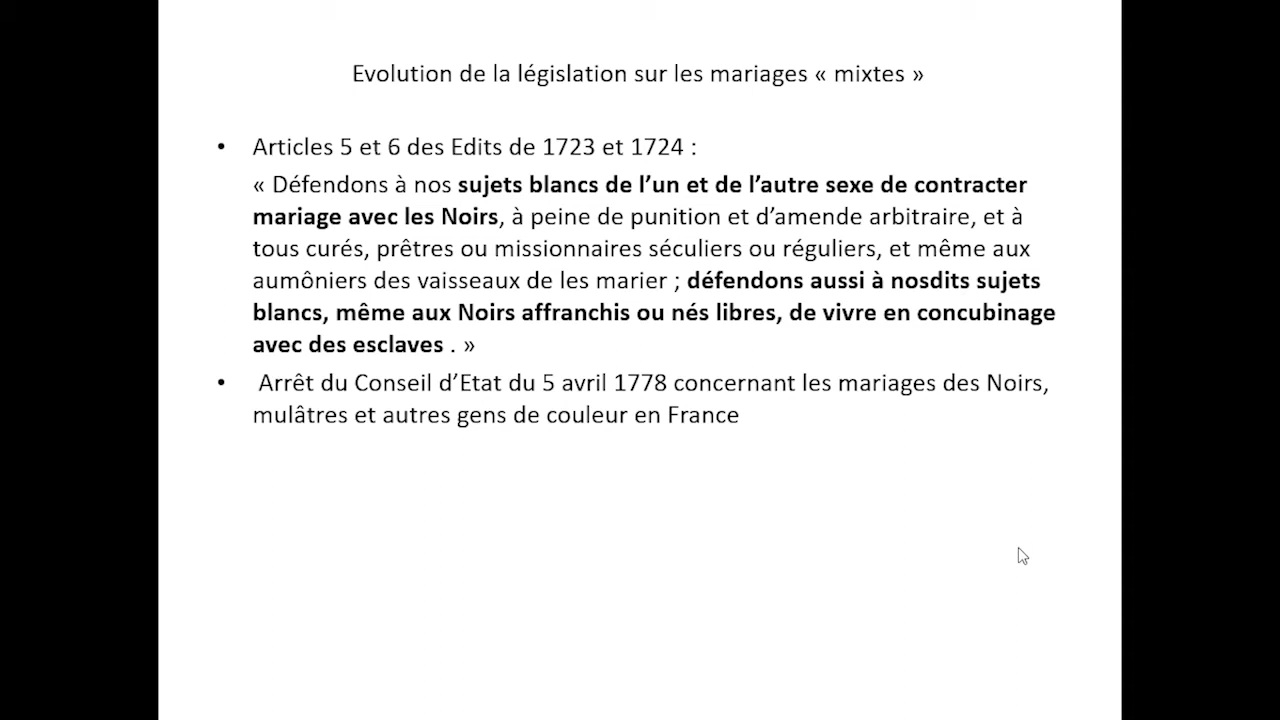 Evolution de la législation sur les mariages « mixtes »
• Articles 5 et 6 des Edits de 1723 et 1724 :
« Défendons à nos sujets blancs de l’un et de l’autre sexe de contracter
mariage avec les Noirs, à peine de punition et d’amende arbitraire, et à
tous curés, prêtres ou missionnaires séculiers ou réguliers, et même aux
aumôniers des vaisseaux de les marier ; défendons aussi à nosdits sujets
blancs, même aux Noirs affranchis ou nés libres, de vivre en concubinage
avec des esclaves . »
• Arrêt du Conseil d’Etat du 5 avril 1778 concernant les mariages des Noirs,
mulâtres et autres gens de couleur en France